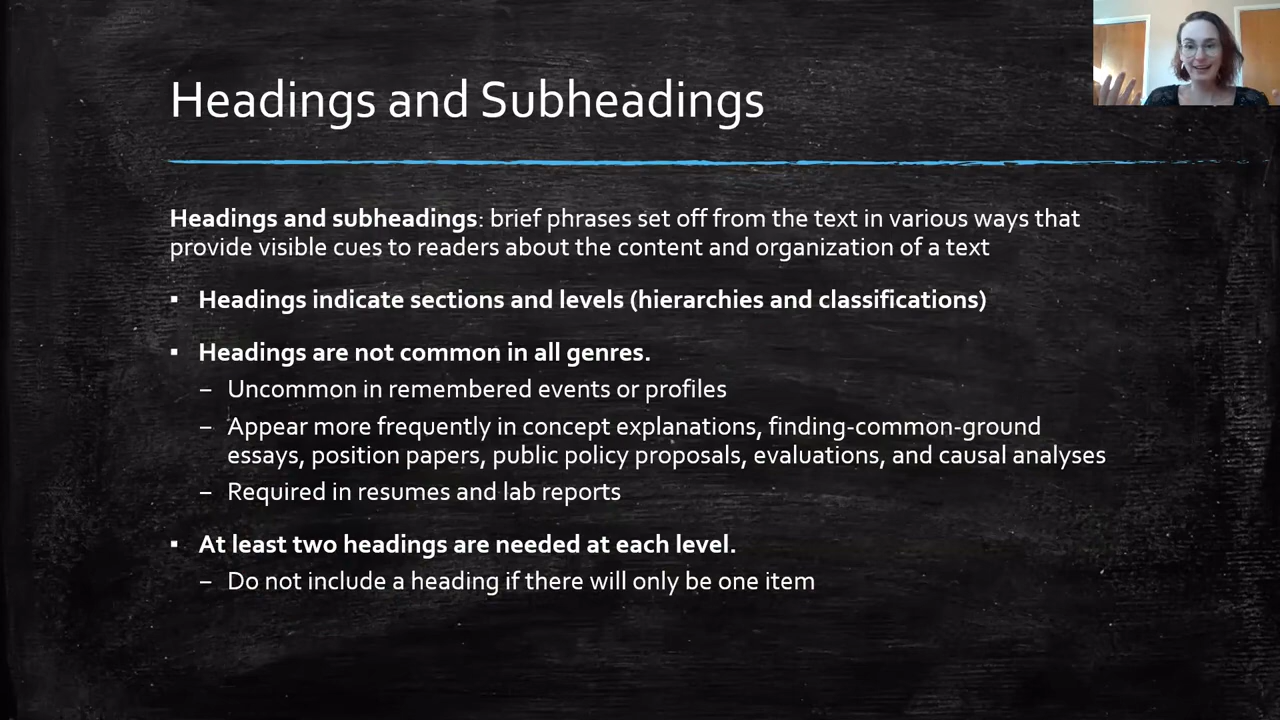 Headings and Subheadings
Headings and subheadings: brief phrases set off from the text in various ways that
provide visible cues to readers about the content and organization of a text
▪ Headings indicate sections and levels (hierarchies and classifications)
▪ Headings are not common in all genres.
– Uncommon in remembered events or profiles
– Appear more frequently in concept explanations, finding-common-ground
essays, position papers, public policy proposals, evaluations, and causal analyses
– Required in resumes and lab reports
▪ At least two headings are needed at each level.
– Do not include a heading if there will only be one item